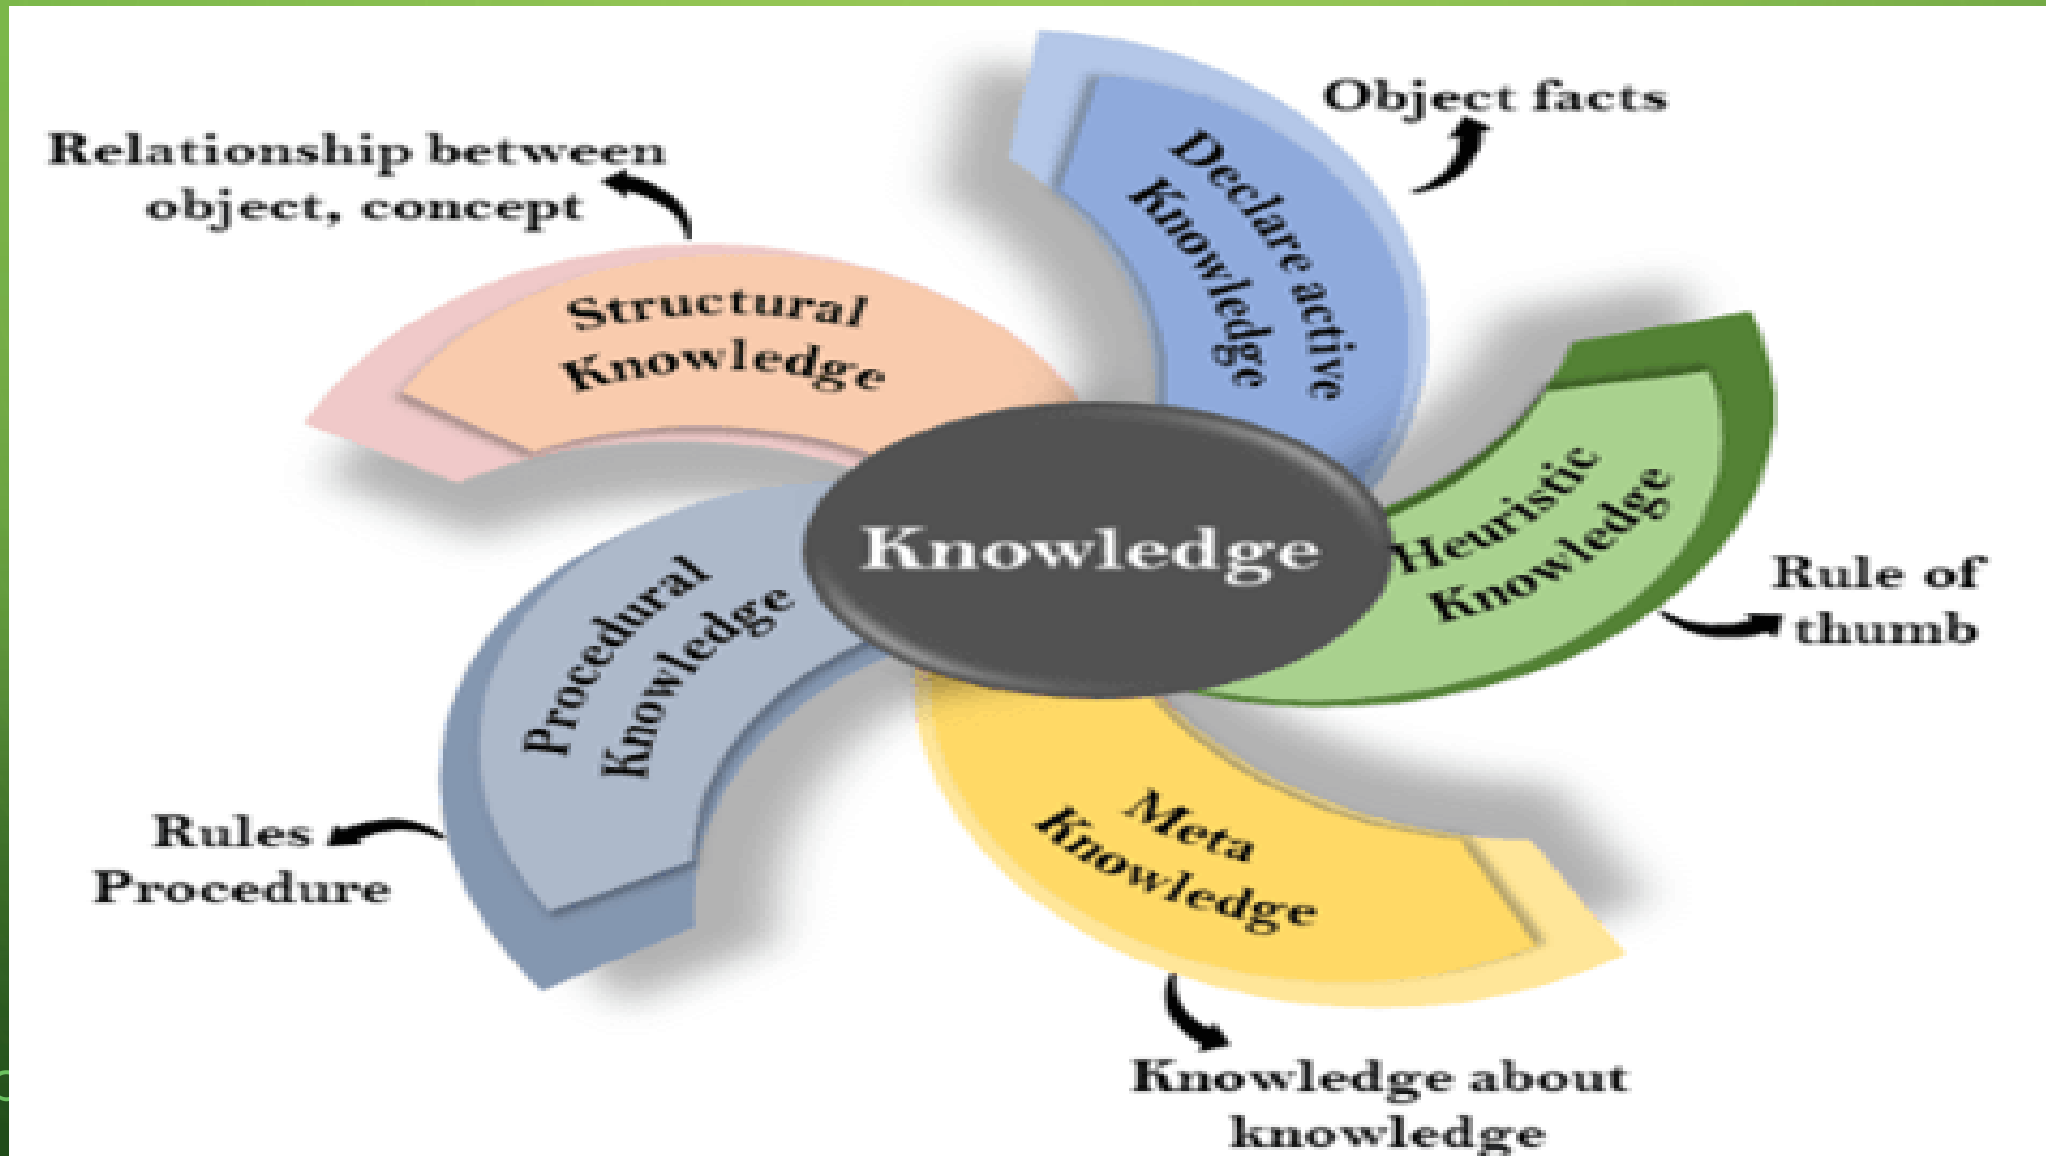 Object facts
Declare active
Knowledge
Relationship between
object, concept
Structural
Knowledge
Heuristic
Knowledge
Knowledge
Rule of
thumb
Procedural
Knowledge
Rules
Procedure
Meta
Knowledge
Knowledge about
knowledge